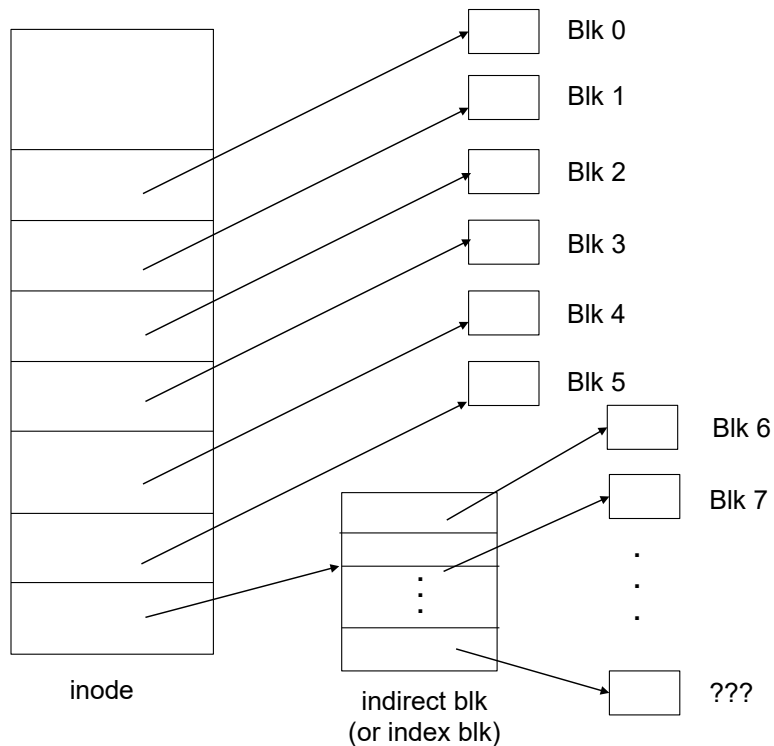 Blk 0
Blk 1
Blk 2
Blk 3
Blk 4
Blk 5
Blk 6
Blk 7
???
inode
indirect blk
(or index blk)